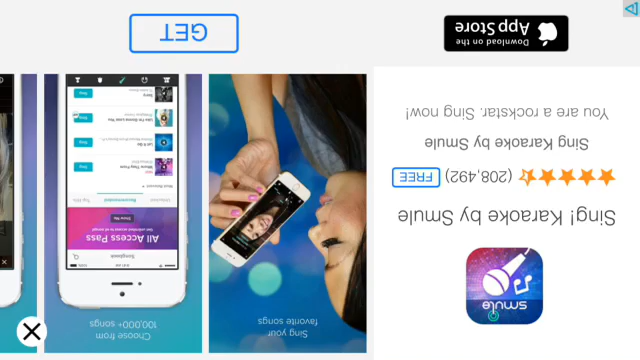 smule
Sing! Karaoke by Smule
(208,492) FREE
Sing Karaoke by Smule
You are a rockstar. Sing now!
Download on the
App Store
Sing your
favorite songs
Choose from
100,000+ songs
Songbook
All Access Pass
GET